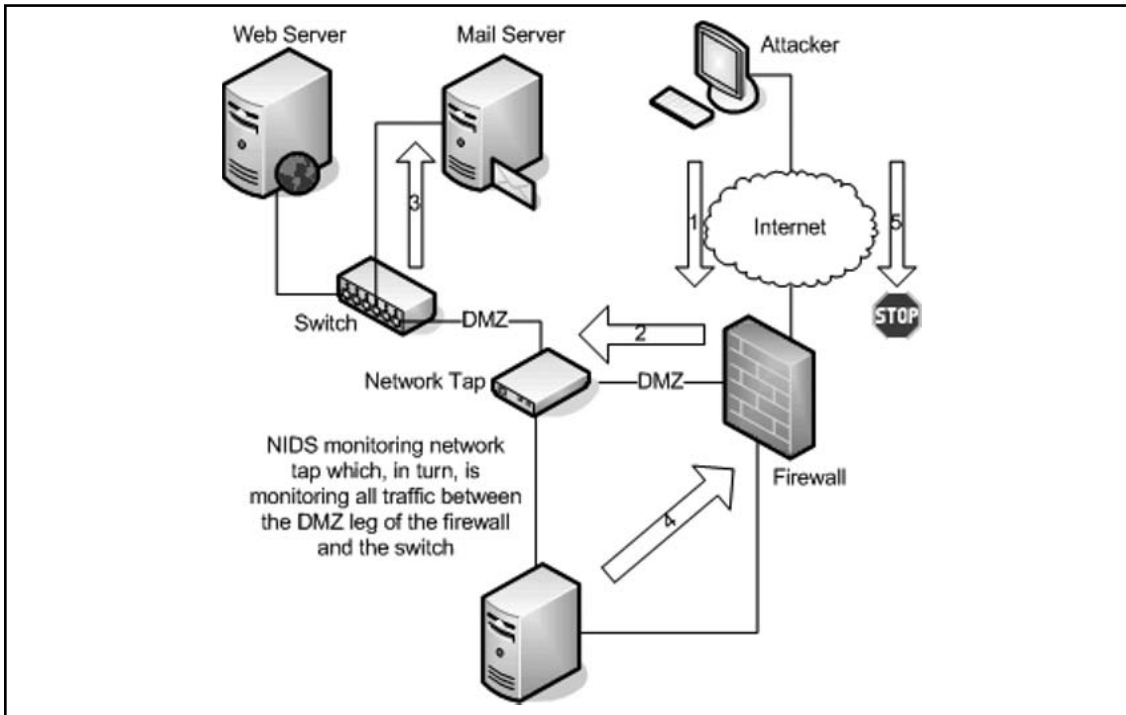 Web Server
Mail Server
Attacker
3
1
Internet
5
STOP
Switch
DMZ
2
Network Tap
DMZ
NIDS monitoring network
tap which, in turn, is
monitoring all traffic between
the DMZ leg of the firewall
and the switch
Firewall
4